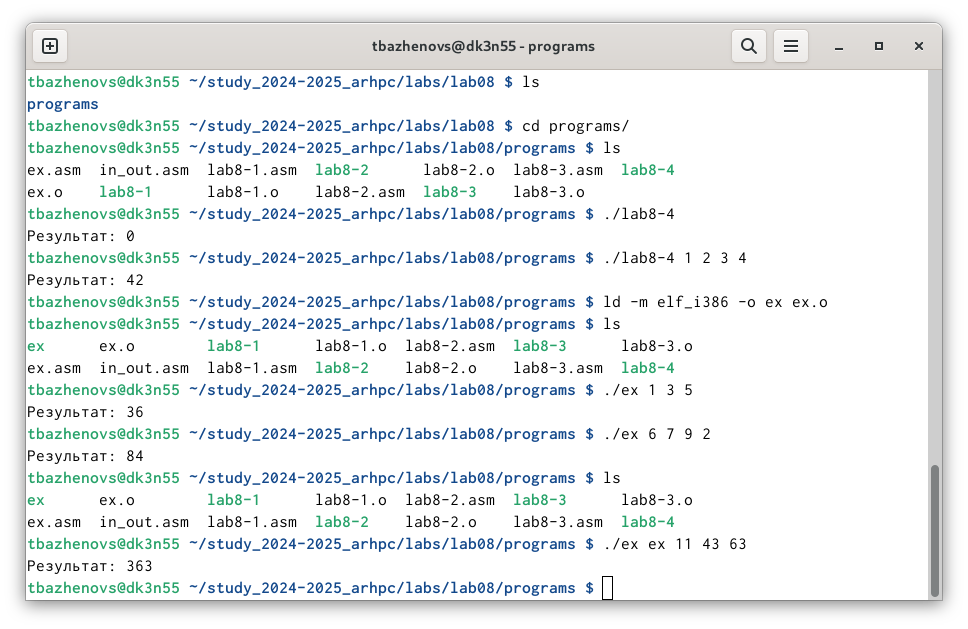 tbazhenovs@dk3n55 - programs
tbazhenovs@dk3n55 ~/study_2024-2025_arhpc/labs/lab08 $ ls
programs
tbazhenovs@dk3n55 ~/study_2024-2025_arhpc/labs/lab08 $ cd programs/
tbazhenovs@dk3n55 ~/study_2024-2025_arhpc/labs/lab08/programs $ ls
ex.asm  in_out.asm  lab8-1.asm  lab8-2      lab8-2.o  lab8-3.asm  lab8-4
ex.o    lab8-1      lab8-1.o    lab8-2.asm  lab8-3    lab8-3.o
tbazhenovs@dk3n55 ~/study_2024-2025_arhpc/labs/lab08/programs $ ./lab8-4
Результат: 0
tbazhenovs@dk3n55 ~/study_2024-2025_arhpc/labs/lab08/programs $ ./lab8-4 1 2 3 4
Результат: 42
tbazhenovs@dk3n55 ~/study_2024-2025_arhpc/labs/lab08/programs $ ld -m elf_i386 -o ex ex.o
tbazhenovs@dk3n55 ~/study_2024-2025_arhpc/labs/lab08/programs $ ls
ex      ex.o        lab8-1      lab8-1.o  lab8-2.asm  lab8-3      lab8-3.o
ex.asm  in_out.asm  lab8-1.asm  lab8-2    lab8-2.o    lab8-3.asm  lab8-4
tbazhenovs@dk3n55 ~/study_2024-2025_arhpc/labs/lab08/programs $ ./ex 1 3 5
Результат: 36
tbazhenovs@dk3n55 ~/study_2024-2025_arhpc/labs/lab08/programs $ ./ex 6 7 9 2
Результат: 84
tbazhenovs@dk3n55 ~/study_2024-2025_arhpc/labs/lab08/programs $ ls
ex      ex.o        lab8-1      lab8-1.o  lab8-2.asm  lab8-3      lab8-3.o
ex.asm  in_out.asm  lab8-1.asm  lab8-2    lab8-2.o    lab8-3.asm  lab8-4
tbazhenovs@dk3n55 ~/study_2024-2025_arhpc/labs/lab08/programs $ ./ex ex 11 43 63
Результат: 363
tbazhenovs@dk3n55 ~/study_2024-2025_arhpc/labs/lab08/programs $